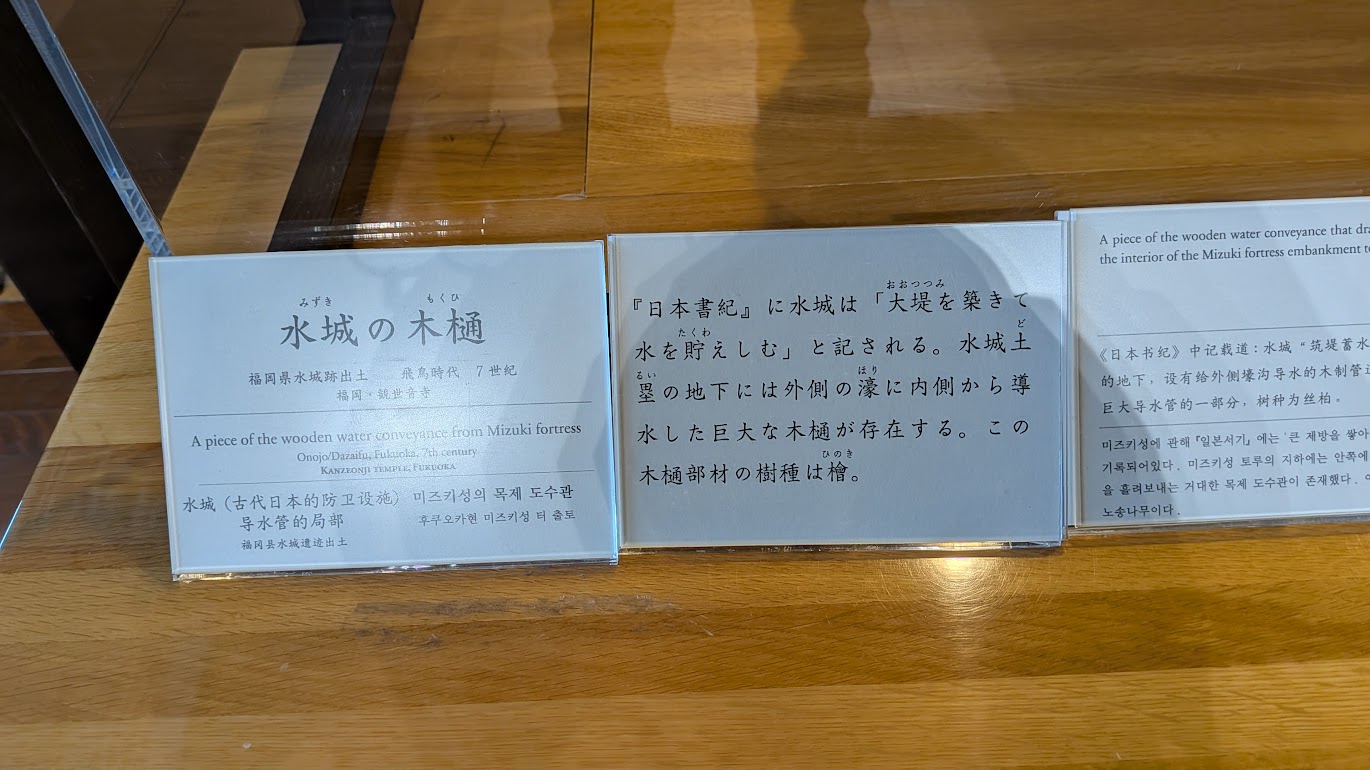 みずき もくひ
水城の木樋
福岡県水城跡出土 飛鳥時代 7世紀
福岡・観世音寺
A piece of the wooden water conveyance from Mizuki fortress
Onojo/Dazaifu, Fukuoka, 7th century
KANZEONJI TEMPLE, FUKUOKA
水城（古代日本的防卫设施）
导水管的局部
福冈县水城遗迹出土
미즈키성의 목제 도수관
후쿠오카현 미즈키성 터 출토
おおつつみ
『日本書紀』に水城は「大堤を築きて
たくわ ど
水を貯えしむ」と記される。水城土
るい ほり
塁の地下には外側の濠に内側から導
水した巨大な木樋が存在する。この
ひのき
木樋部材の樹種は檜。
A piece of the wooden water conveyance that dra
the interior of the Mizuki fortress embankment t
《日本书纪》中记载道：水城“筑堤蓄水
的地下，设有给外侧壕沟导水的木制管道
巨大导水管的一部分，树种为丝柏。
미즈키성에 관해『일본서기』에는 ‘큰 제방을 쌓아
기록되어있다. 미즈키성 토루의 지하에는 안쪽에
을 흘려보내는 거대한 목제 도수관이 존재했다. 이
노송나무이다.